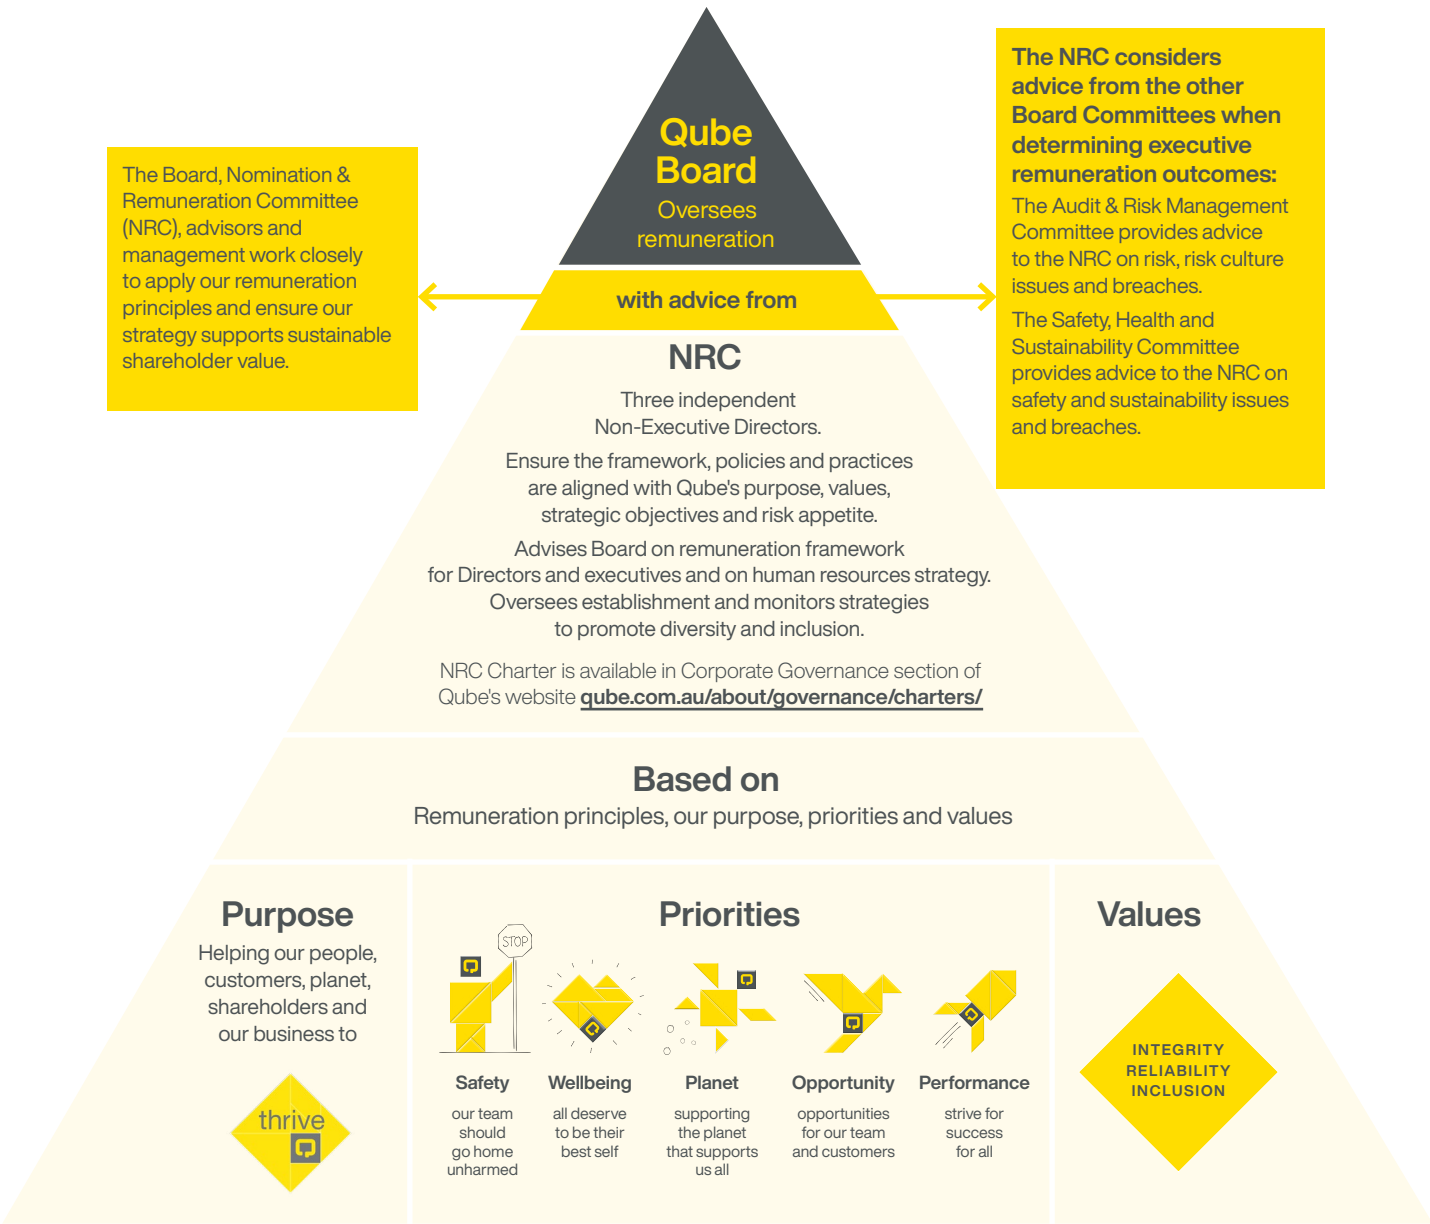 Qube
Board
Oversees
remuneration
The Board, Nomination &
Remuneration Committee
(NRC), advisors and
management work closely
to apply our remuneration
principles and ensure our
strategy supports sustainable
shareholder value.
with advice from
The NRC considers
advice from the other
Board Committees when
determining executive
remuneration outcomes:
The Audit & Risk Management
Committee provides advice
to the NRC on risk, risk culture
issues and breaches.
The Safety, Health and
Sustainability Committee
provides advice to the NRC on
safety and sustainability issues
and breaches.
NRC
Three independent
Non-Executive Directors.
Ensure the framework, policies and practices
are aligned with Qube's purpose, values,
strategic objectives and risk appetite.
Advises Board on remuneration framework
for Directors and executives and on human resources strategy.
Oversees establishment and monitors strategies
to promote diversity and inclusion.
NRC Charter is available in Corporate Governance section of
Qube's website qube.com.au/about/governance/charters/
Based on
Remuneration principles, our purpose, priorities and values
Purpose
Helping our people,
customers, planet,
shareholders and
our business to
thrive
Priorities
STOP
Safety
our team
should
go home
unharmed
Wellbeing
all deserve
to be their
best self
Planet
supporting
the planet
that supports
us all
Opportunity
opportunities
for our team
and customers
Performance
strive for
success
for all
Values
INTEGRITY
RELIABILITY
INCLUSION